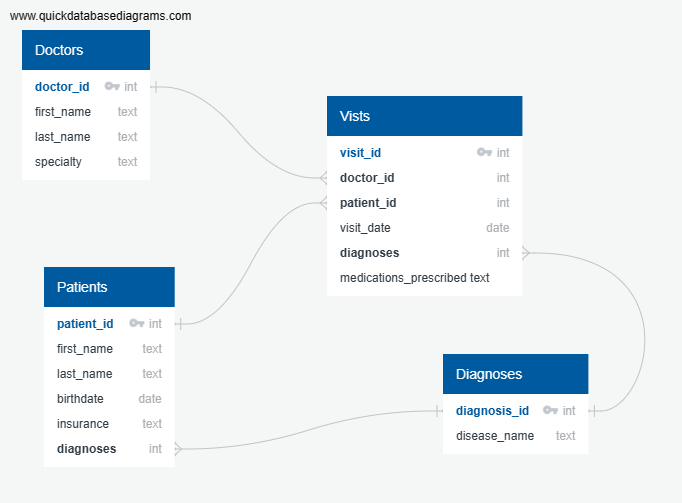 www.quickdatabasediagrams.com
Doctors
doctor_id int
first_name text
last_name text
specialty text
Vists
visit_id int
doctor_id int
patient_id int
visit_date date
diagnoses int
medications_prescribed text
Patients
patient_id int
first_name text
last_name text
birthdate date
insurance text
diagnoses int
Diagnoses
diagnosis_id int
disease_name text